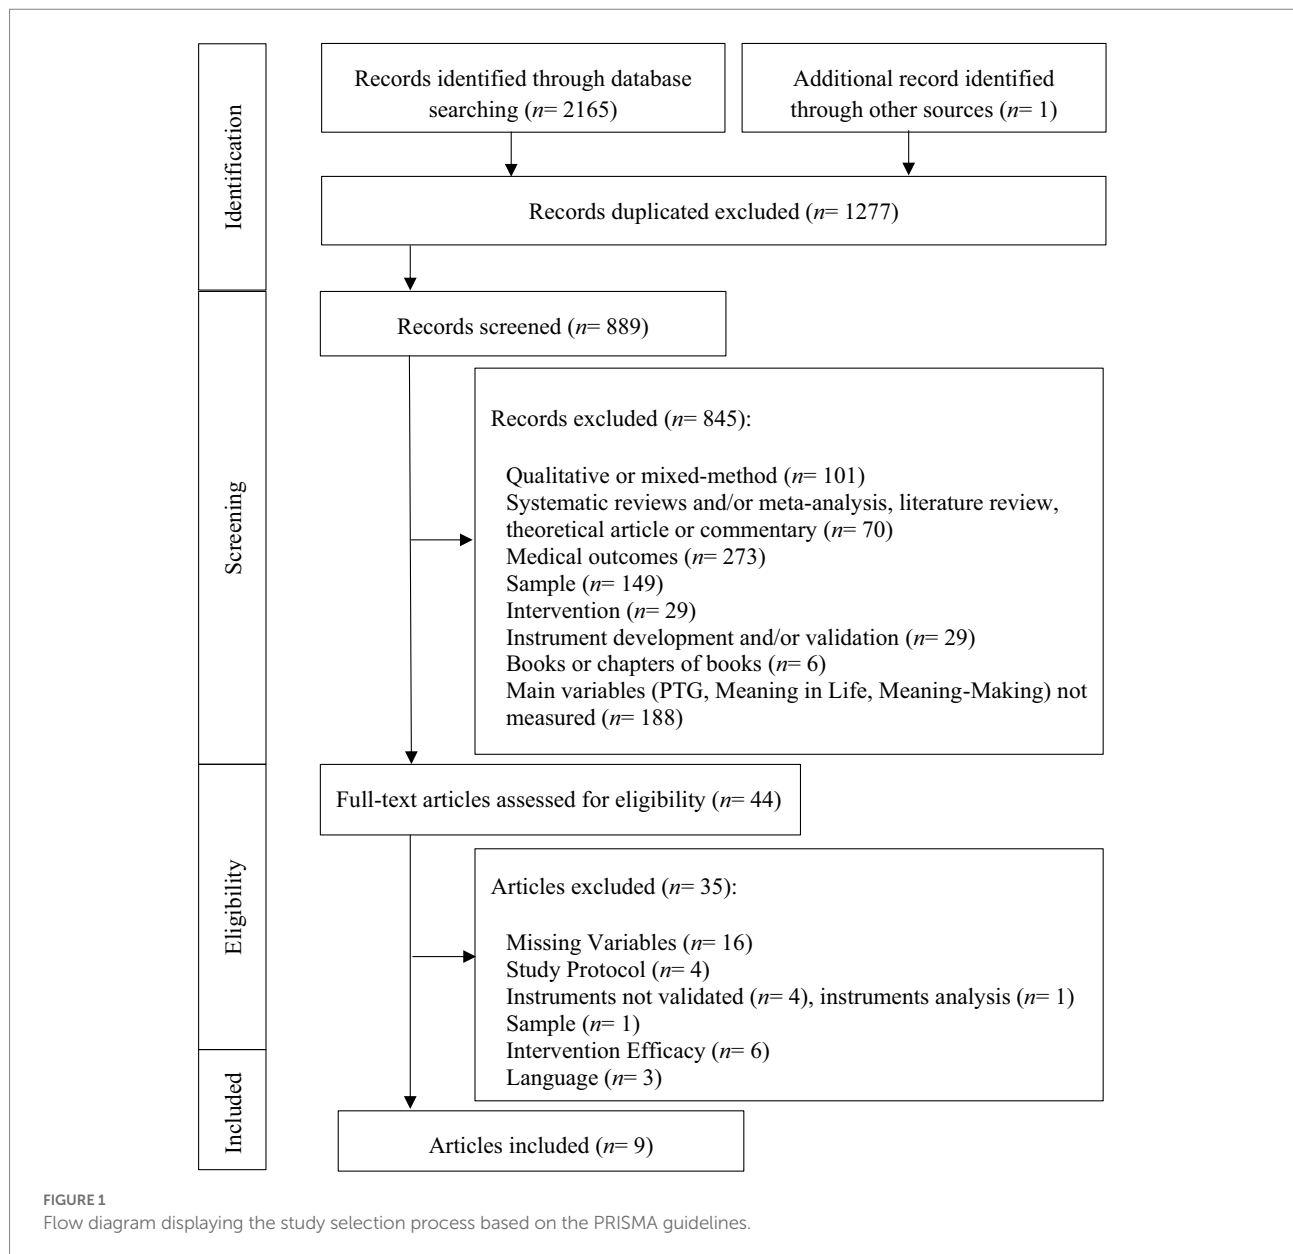 Identification
Records identified through database
searching (n= 2165)
Additional record identified
through other sources (n= 1)
Records duplicated excluded (n= 1277)
Screening
Records screened (n= 889)
Records excluded (n= 845):
Qualitative or mixed-method (n= 101)
Systematic reviews and/or meta-analysis, literature review,
theoretical article or commentary (n= 70)
Medical outcomes (n= 273)
Sample (n= 149)
Intervention (n= 29)
Instrument development and/or validation (n= 29)
Books or chapters of books (n= 6)
Main variables (PTG, Meaning in Life, Meaning-Making) not
measured (n= 188)
Eligibility
Full-text articles assessed for eligibility (n= 44)
Articles excluded (n= 35):
Missing Variables (n= 16)
Study Protocol (n= 4)
Instruments not validated (n= 4), instruments analysis (n= 1)
Sample (n= 1)
Intervention Efficacy (n= 6)
Language (n= 3)
Included
Articles included (n= 9)
FIGURE 1
Flow diagram displaying the study selection process based on the PRISMA guidelines.